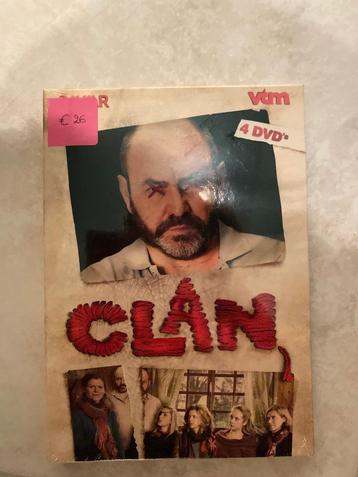 € 26
vtm
4 DVD's
CLAN